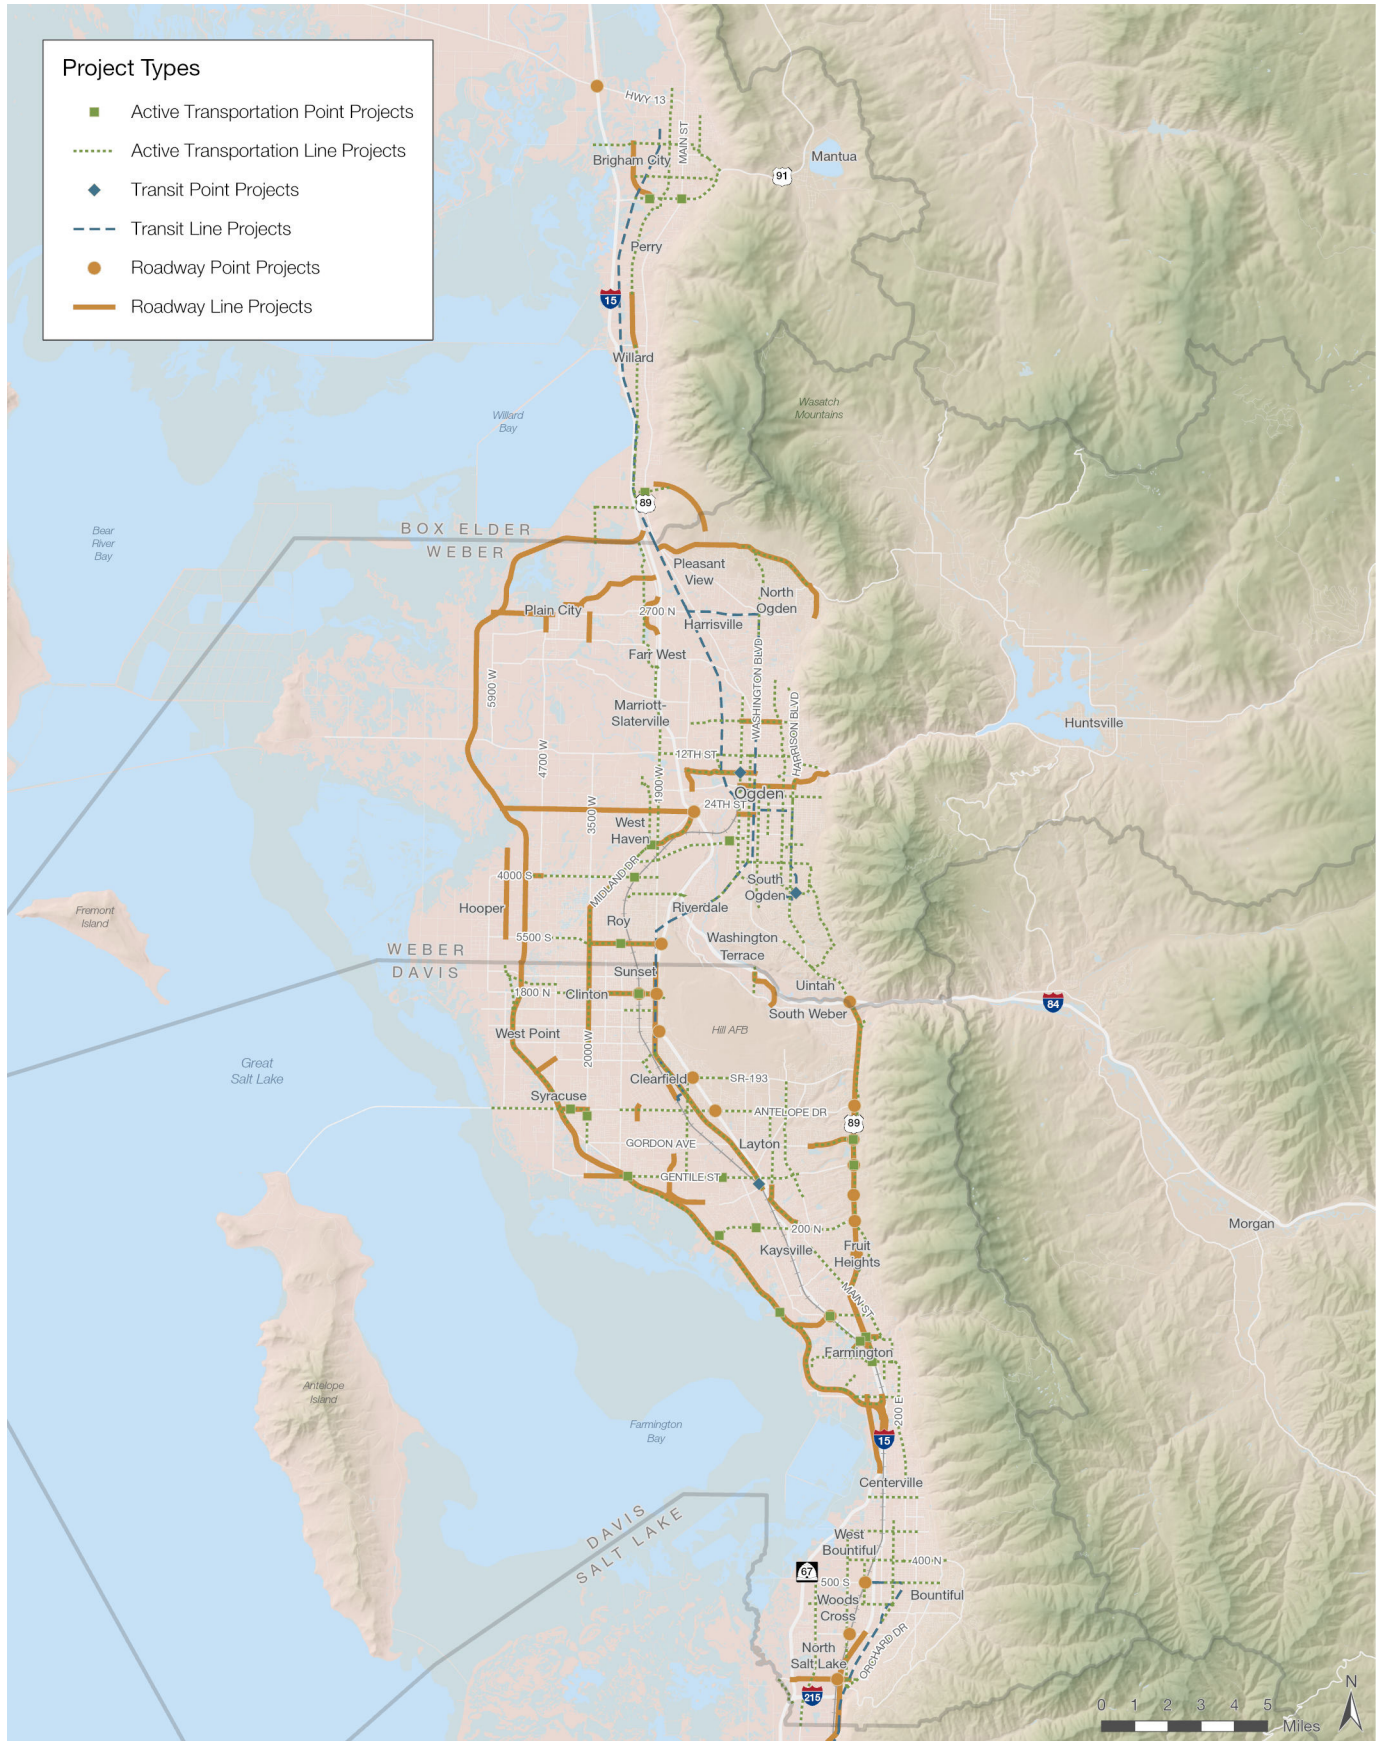 Project Types
Active Transportation Point Projects
Active Transportation Line Projects
Transit Point Projects
Transit Line Projects
Roadway Point Projects
Roadway Line Projects
HWY 13
MAIN ST
Brigham City
Mantua
91
Perry
15
Willard
Willard
Bay
Wasatch
Mountains
89
BOX ELDER
WEBER
Bear
River
Bay
Pleasant
View
North
Ogden
Plain City
2700 N
Harrisville
Farr West
WASHINGTON BLVD
5900 W
Marriott-
Slaterville
HARRISON BLVD
Huntsville
4700 W
12TH ST
1900 W
Ogden
24TH ST
3500 W
West
Haven
MIDLAND DR
4000 S
South
Ogden
Hooper
Riverdale
Fremont
Island
Roy
5500 S
Washington
Terrace
WEBER
DAVIS
Sunset
Uintah
1800 N
Clinton
84
South Weber
West Point
Hill AFB
2000 W
Great
Salt Lake
Clearfield
SR-193
Syracuse
ANTELOPE DR
89
GORDON AVE
Layton
GENTILE ST
200 N
Morgan
Kaysville
Fruit
Heights
MAIN ST
Farmington
Antelope
Island
200 E
Farmington
Bay
15
Centerville
DAVIS
SALT LAKE
West
Bountiful
400 N
67
500 S
Bountiful
Woods
Cross
ORCHARD DR
North
Salt Lake
215
N
0 1 2 3 4 5
Miles